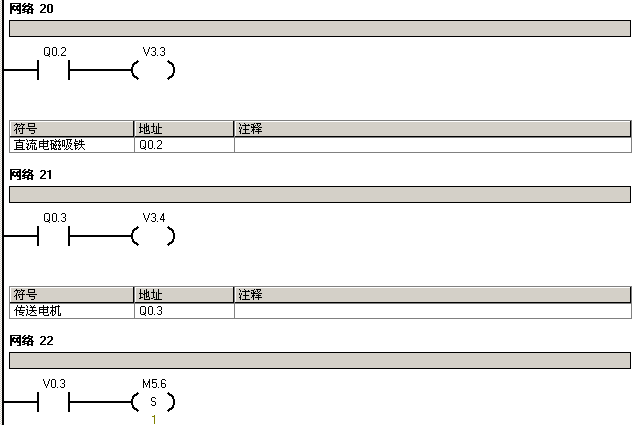 网络 20
Q0.2 V3.3
符号 地址 注释
直流电磁吸铁 Q0.2
网络 21
Q0.3 V3.4
符号 地址 注释
传送电机 Q0.3
网络 22
V0.3 M5.6
S
1